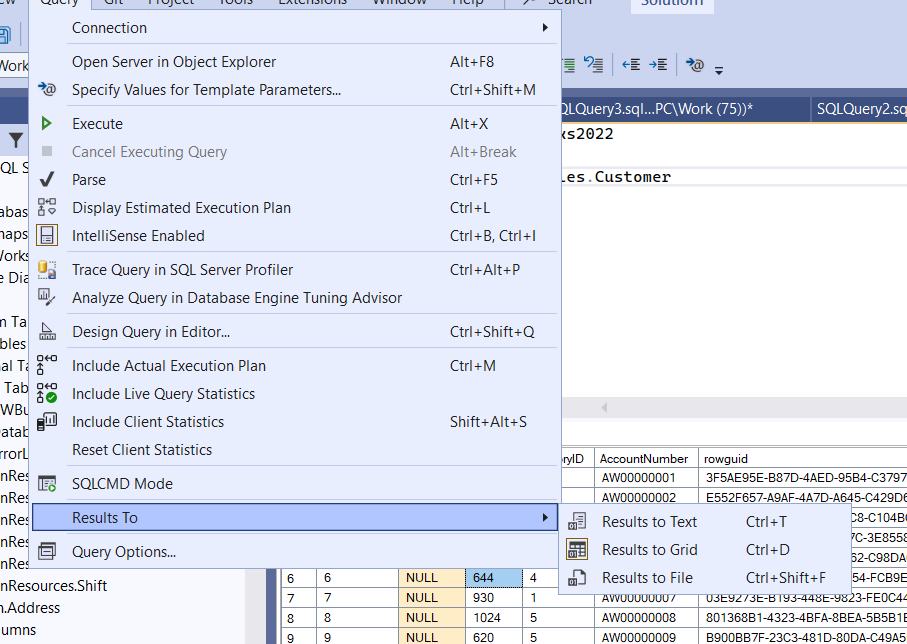 Query Git Project Tools Extensions Window Help Search Solution1
Connection
Open Server in Object Explorer Alt+F8
Specify Values for Template Parameters... Ctrl+Shift+M
Execute Alt+X
Cancel Executing Query Alt+Break
Parse Ctrl+F5
Display Estimated Execution Plan Ctrl+L
IntelliSense Enabled Ctrl+B, Ctrl+I
Trace Query in SQL Server Profiler Ctrl+Alt+P
Analyze Query in Database Engine Tuning Advisor
Design Query in Editor... Ctrl+Shift+Q
Include Actual Execution Plan Ctrl+M
Include Live Query Statistics
Include Client Statistics Shift+Alt+S
Reset Client Statistics
SQLCMD Mode
Results To
Query Options...
Results to Text Ctrl+T
Results to Grid Ctrl+D
Results to File Ctrl+Shift+F
QLQuery3.sql...PC\Work (75))* SQLQuery2.sq
ks2022
les.Customer
ryID AccountNumber rowguid
AW00000001 3F5AE95E-B87D-4AED-95B4-C3797
AW00000002 E552F657-A9AF-4A7D-A645-C429D6
C8-C104B
7C-3E8558
62-C98DA
6 6 NULL 644 4 54-FCB9E
7 7 NULL 930 1 AW00000007 03E9273E-B193-448E-9823-FE0C44
8 8 NULL 1024 5 AW00000008 801368B1-4323-4BFA-8BEA-5B5B1
9 9 NULL 620 5 AW00000009 B900BB7F-23C3-481D-80DA-C49A5
Work
QL S
abas
naps
Works
e Dia
n Ta
bles
nal Ta
Tab
WBu
Datab
rrorL
nRes
nRes
nRes
nRes
nRes
nResources.Shift
n.Address
umns